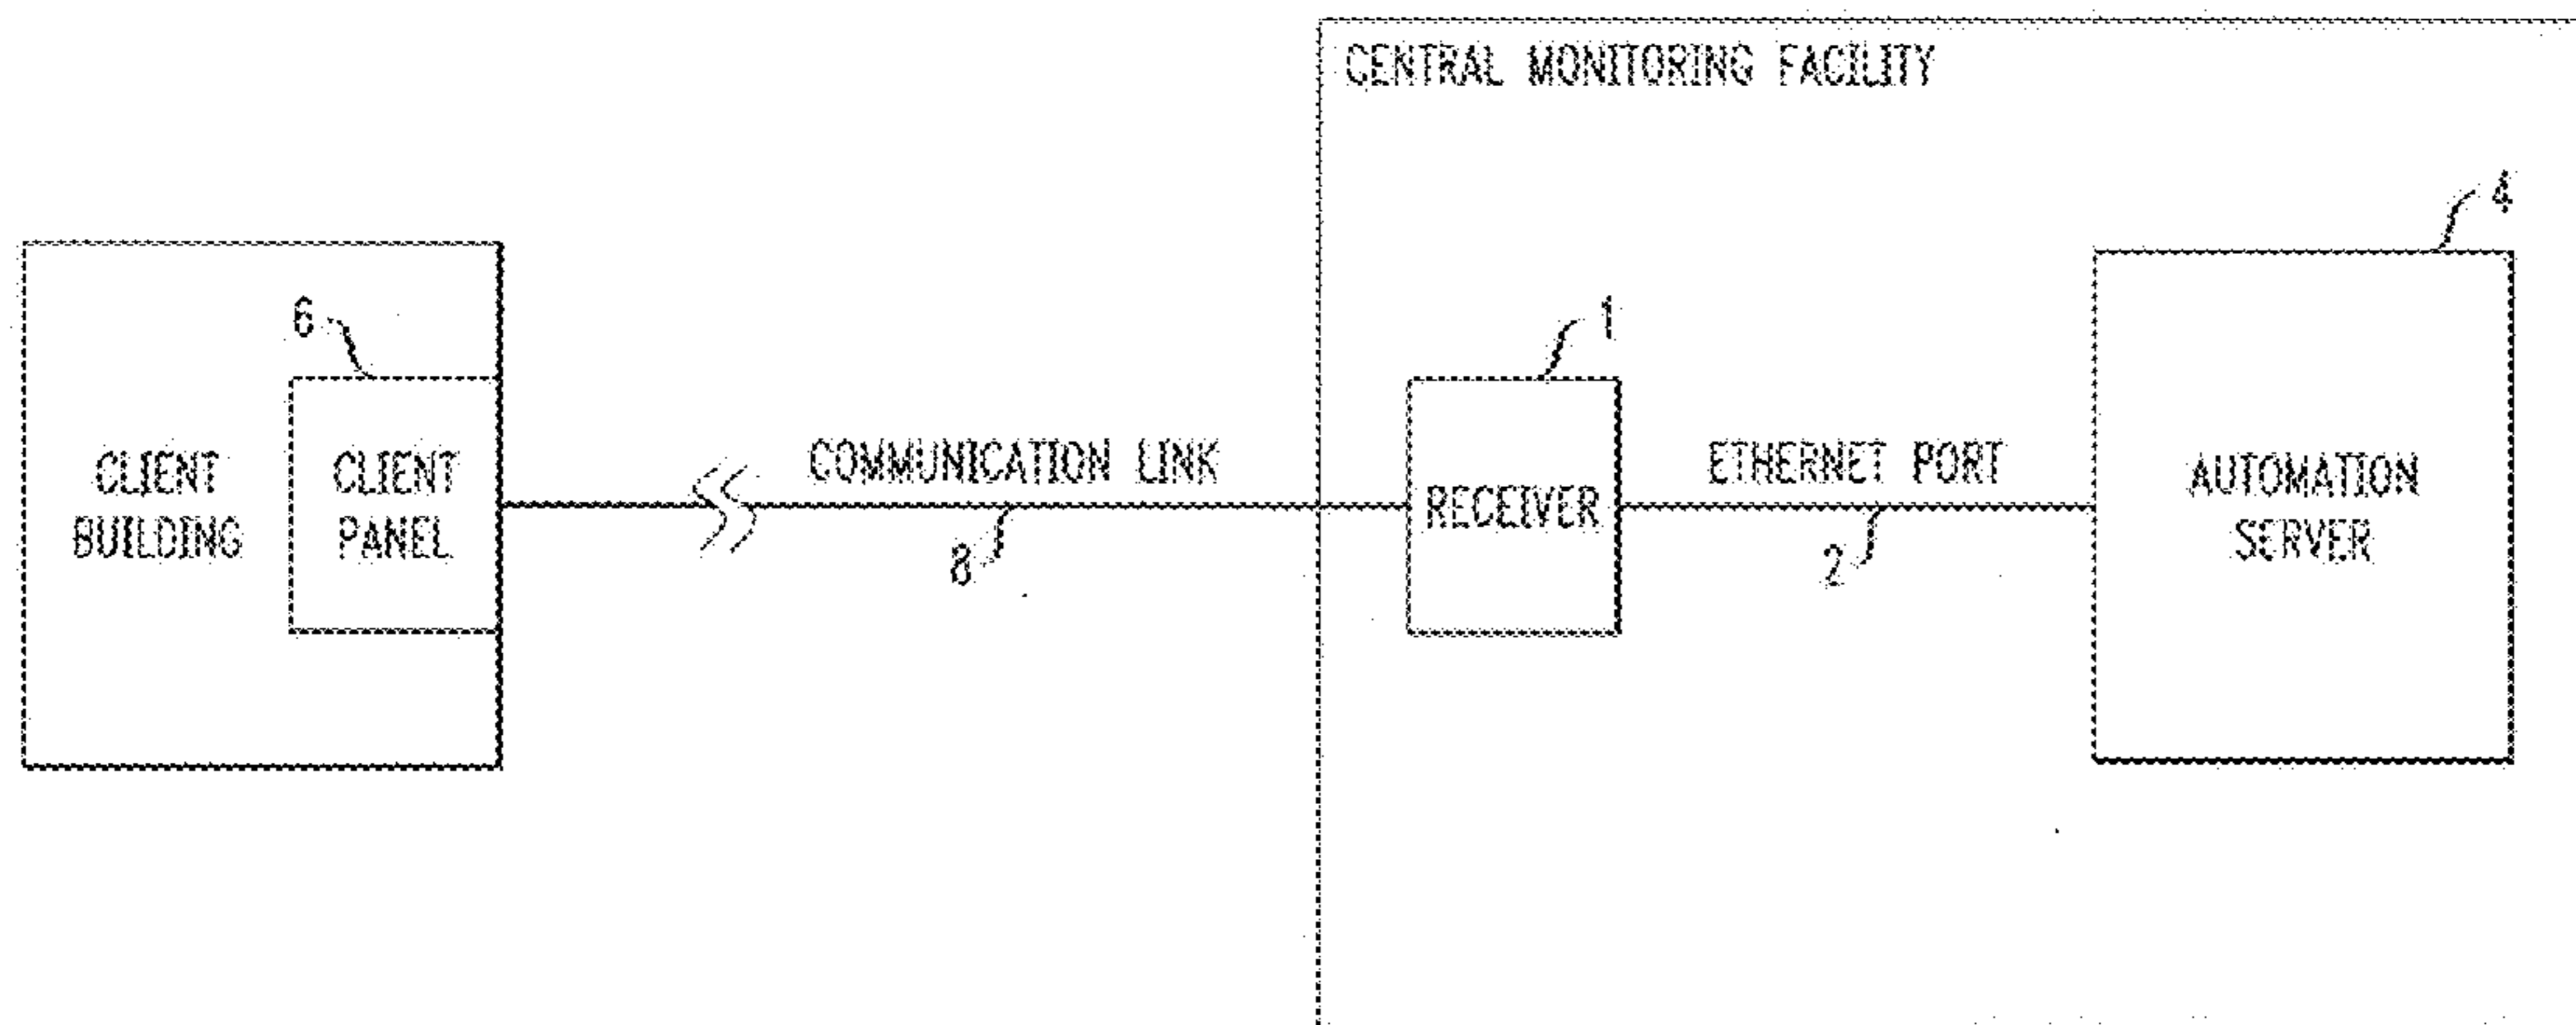 CENTRAL MONITORING FACILITY
4
6
1
CLIENT
BUILDING
CLIENT
PANEL
COMMUNICATION LINK
8
RECEIVER
ETHERNET PORT
2
AUTOMATION
SERVER